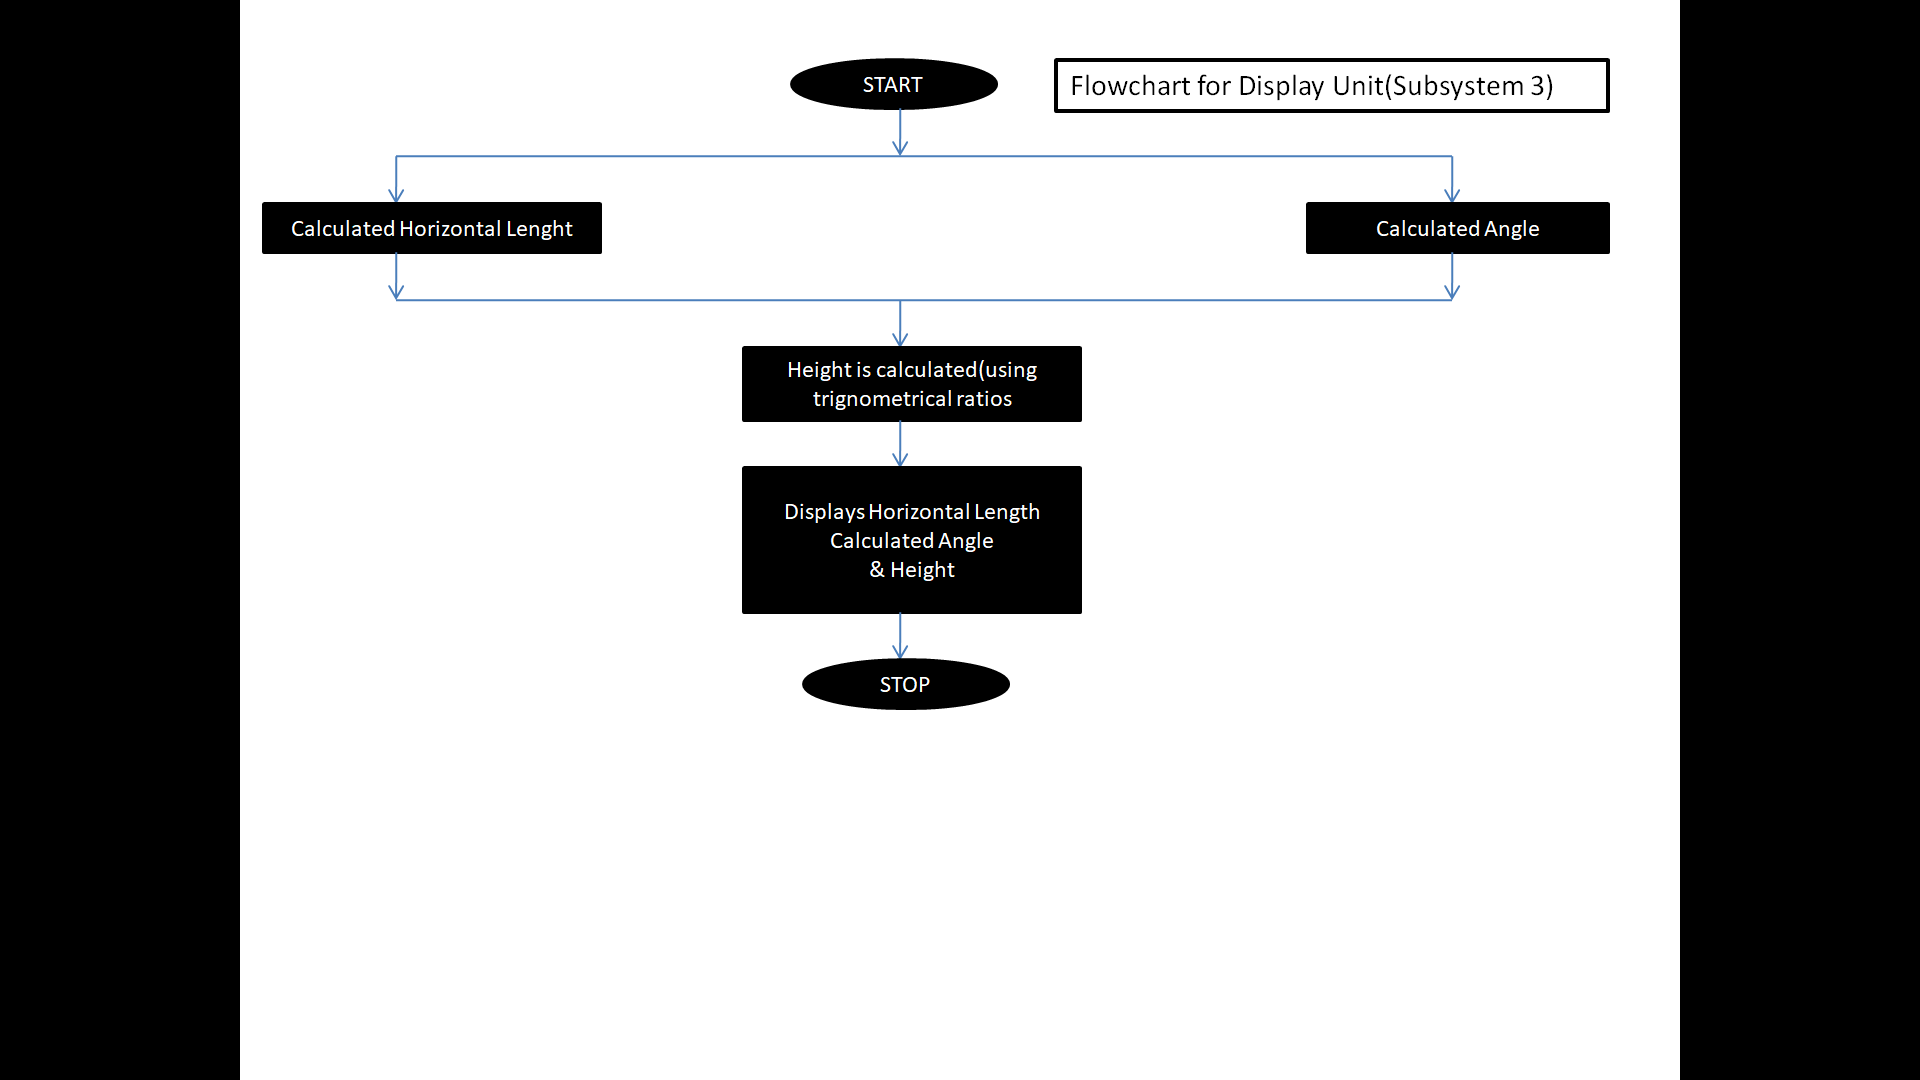 START
Flowchart for Display Unit(Subsystem 3)
Calculated Horizontal Lenght
Calculated Angle
Height is calculated(using
trignometrical ratios
Displays Horizontal Length
Calculated Angle
& Height
STOP